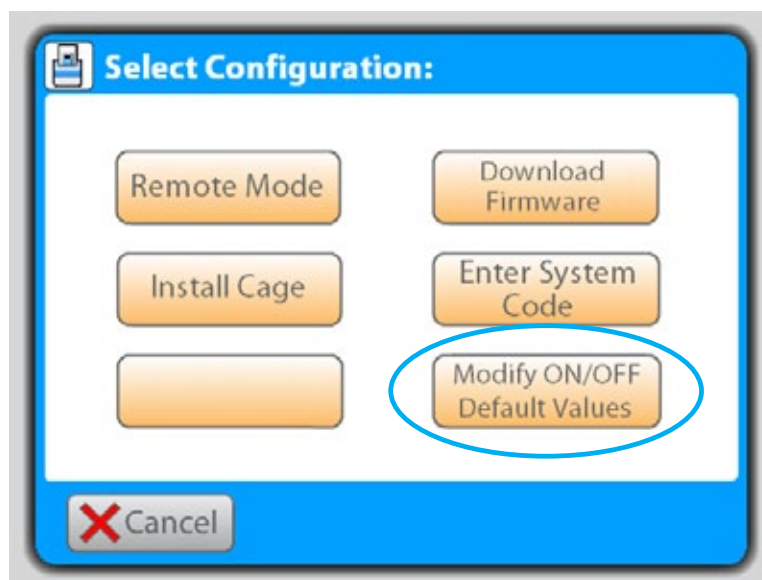 Select Configuration:
Remote Mode
Download
Firmware
Install Cage
Enter System
Code
Modify ON/OFF
Default Values
Cancel